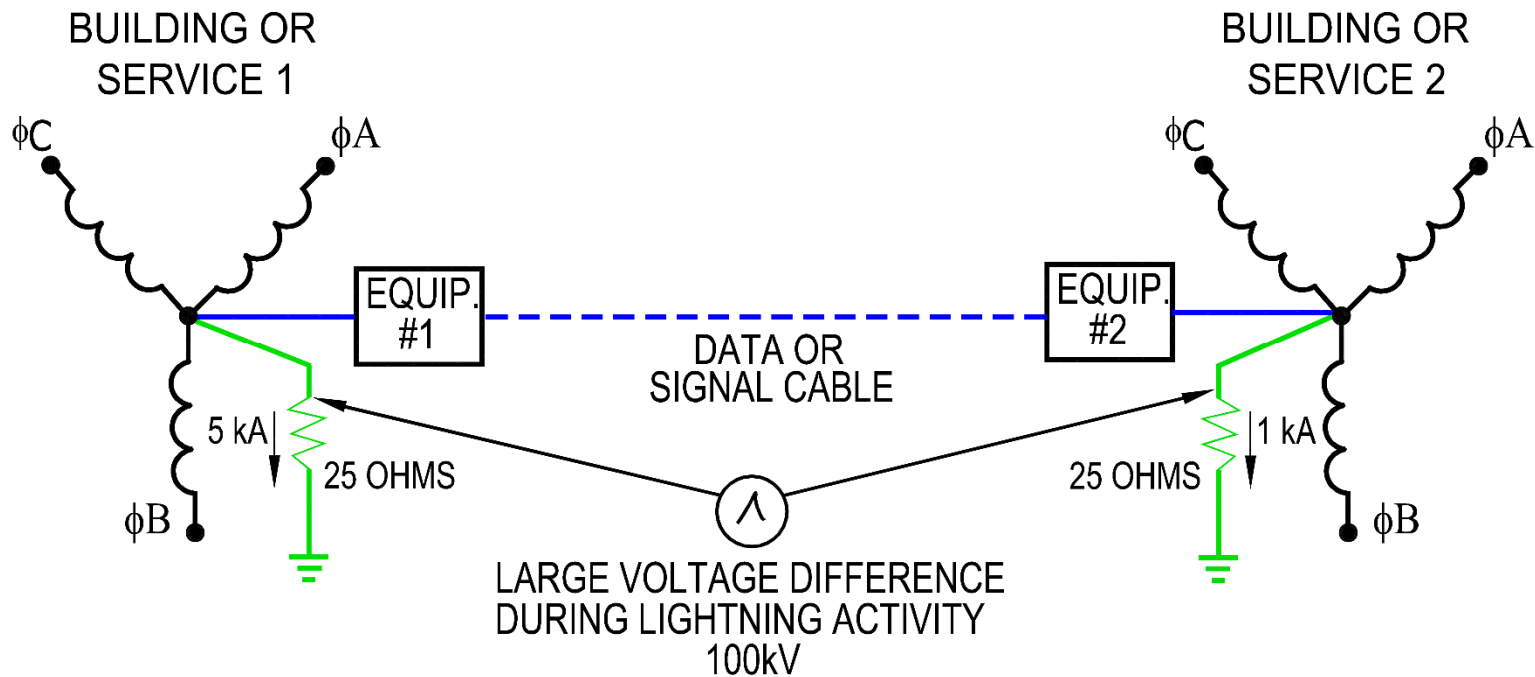 BUILDING OR
SERVICE 1
BUILDING OR
SERVICE 2
ϕC
ϕA
ϕC
ϕA
EQUIP.
#1
EQUIP.
#2
DATA OR
SIGNAL CABLE
5 kA
25 OHMS
25 OHMS
1 kA
ϕB
ϕB
LARGE VOLTAGE DIFFERENCE
DURING LIGHTNING ACTIVITY
100kV